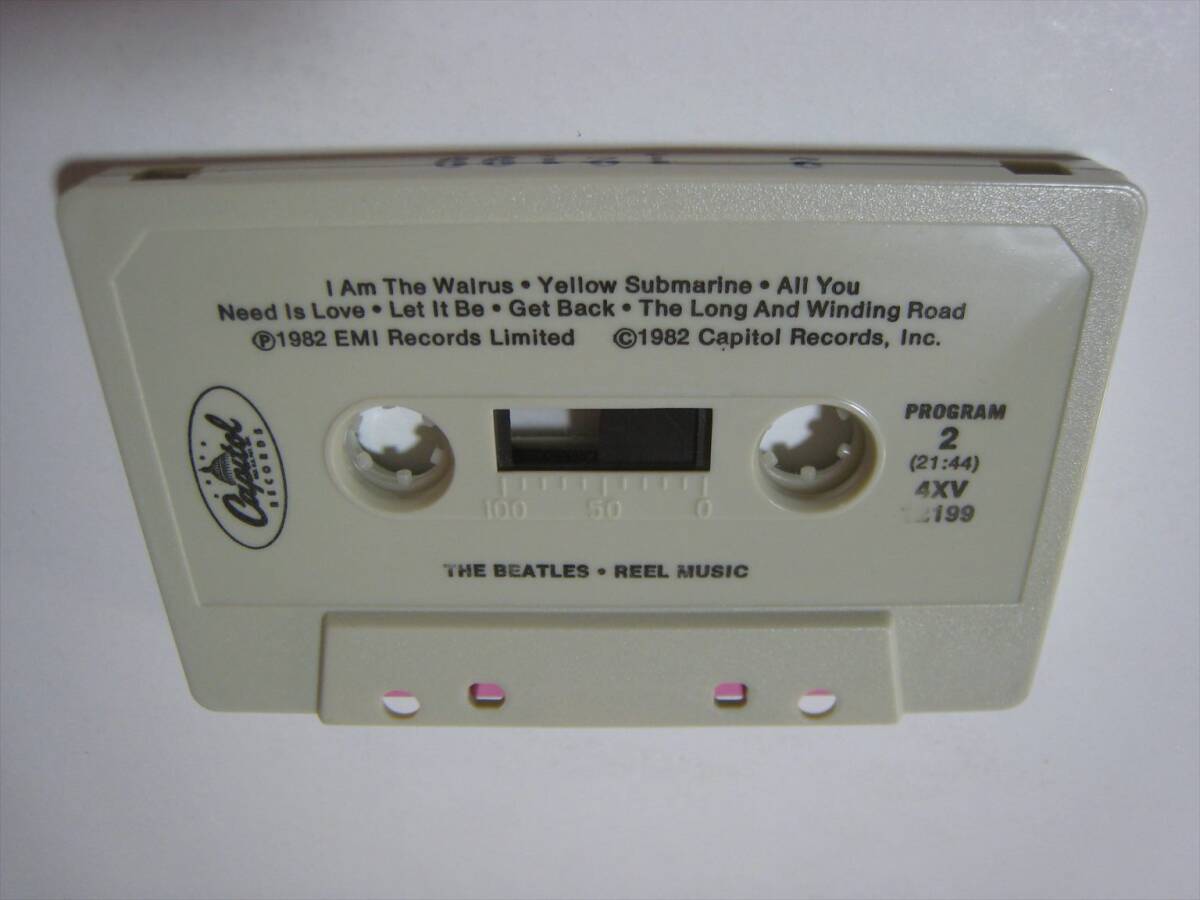 I Am The Walrus • Yellow Submarine • All You
Need Is Love • Let It Be • Get Back • The Long And Winding Road
Ⓟ1982 EMI Records Limited ©1982 Capitol Records, Inc.
Capitol
RECORDS
PROGRAM
2
(21:44)
4XV
12199
100 50 0
THE BEATLES • REEL MUSIC